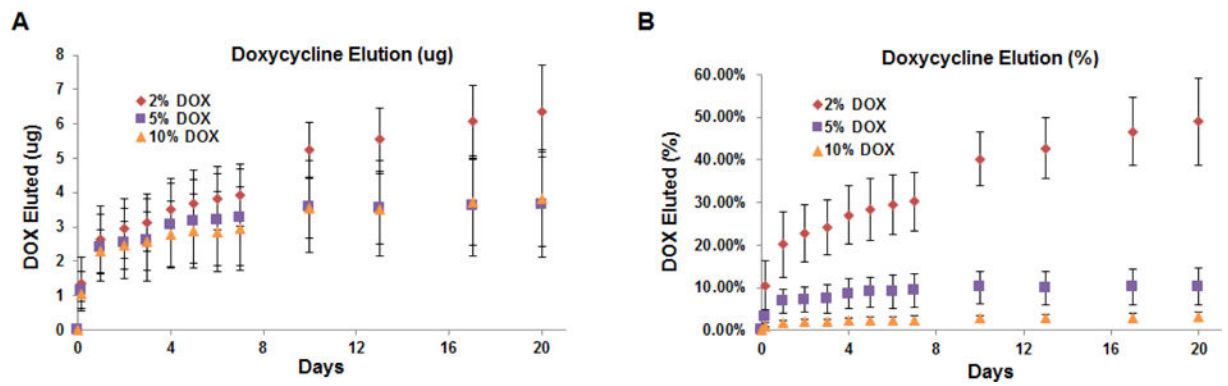 A
Doxycycline Elution (ug)
8
7
6
5
4
3
2
1
0
DOX Eluted (ug)
2% DOX
5% DOX
10% DOX
0 4 8 12 16 20
Days
B
Doxycycline Elution (%)
60.00%
50.00%
40.00%
30.00%
20.00%
10.00%
0.00%
DOX Eluted (%)
2% DOX
5% DOX
10% DOX
0 4 8 12 16 20
Days